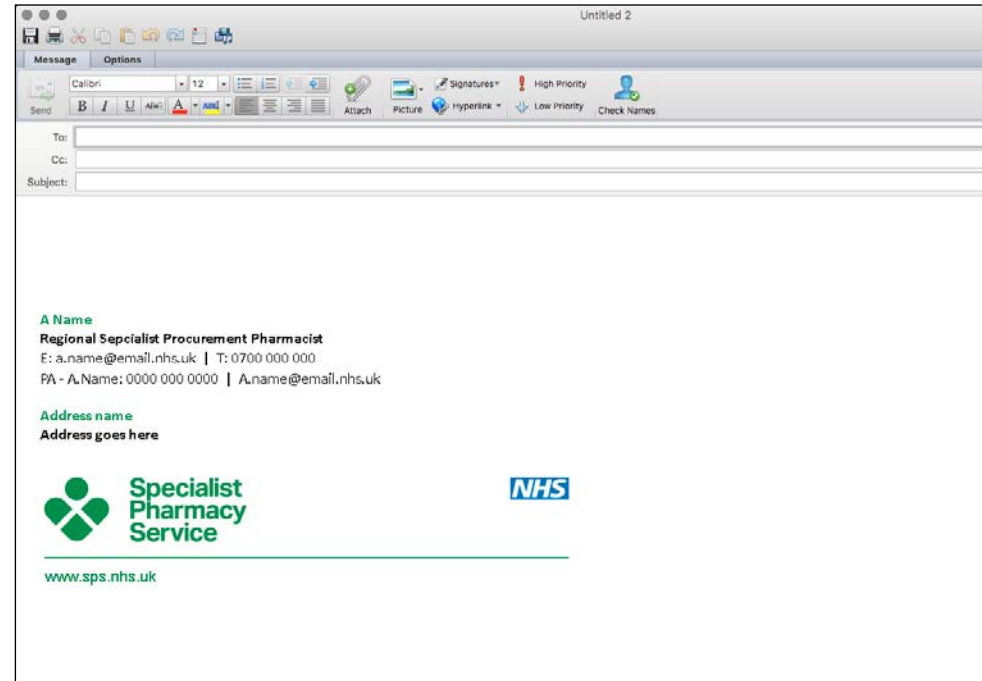 Untitled 2
Message Options
Calibri 12 Signatures High Priority
Send B I U ABC A Attach Picture Hyperlink Low Priority Check Names
To:
Cc:
Subject:
A Name
Regional Sepcialist Procurement Pharmacist
E: a.name@email.nhs.uk | T: 0700 000 000
PA - A.Name: 0000 000 0000 | A.name@email.nhs.uk
Address name
Address goes here
Specialist
Pharmacy
Service
NHS
www.sps.nhs.uk